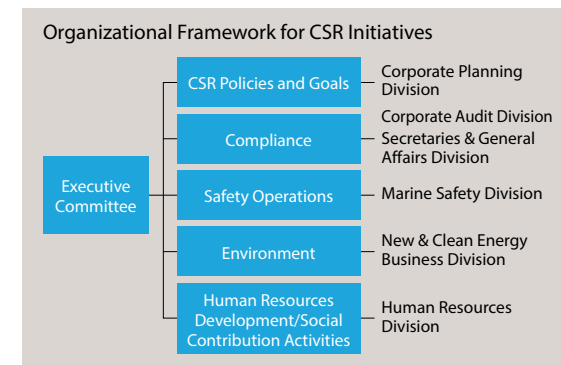 Organizational Framework for CSR Initiatives
Executive
Committee
CSR Policies and Goals
Corporate Planning
Division
Compliance
Corporate Audit Division
Secretaries & General
Affairs Division
Safety Operations
Marine Safety Division
Environment
New & Clean Energy
Business Division
Human Resources
Development/Social
Contribution Activities
Human Resources
Division